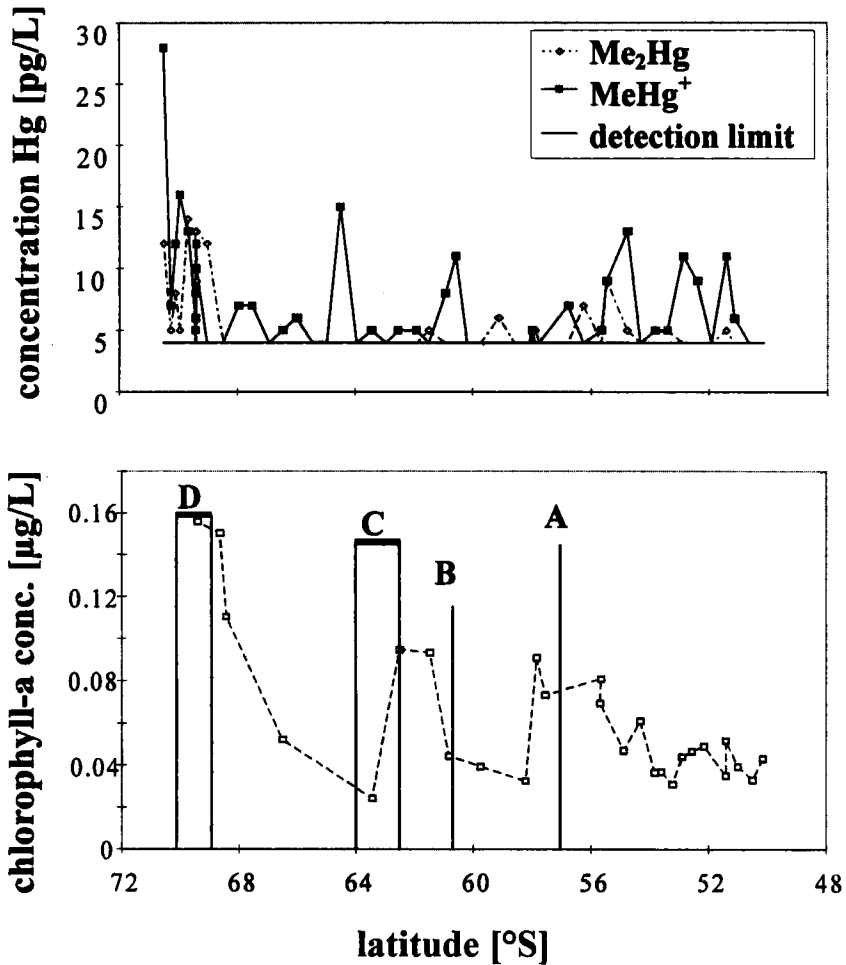 concentration Hg [pg/L]
30
25
20
15
10
5
0
Me₂Hg
MeHg⁺
detection limit
chlorophyll-a conc. [µg/L]
0.16
0.12
0.08
0.04
0
D
C
B
A
72 68 64 60 56 52 48
latitude [°S]